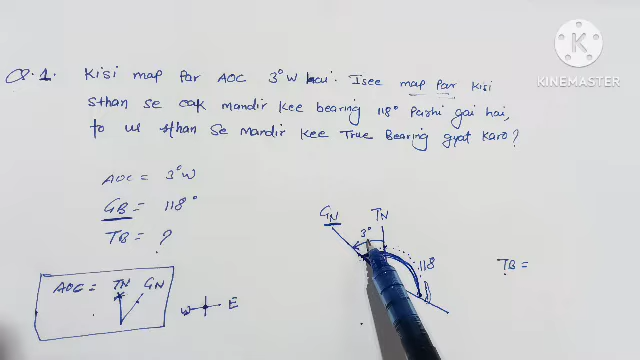 Q.1. Kisi map par AOC 3°W hai. Isee map par kisi
sthan se eak mandir kee bearing 118° Parhi gai hai,
to us sthan se Mandir kee True Bearing gyat karo?
AOC = 3°W
GB = 118°
TB = ?
AOC = TN GN
W E
GN TN
3°
118
TB =
KINEMASTER